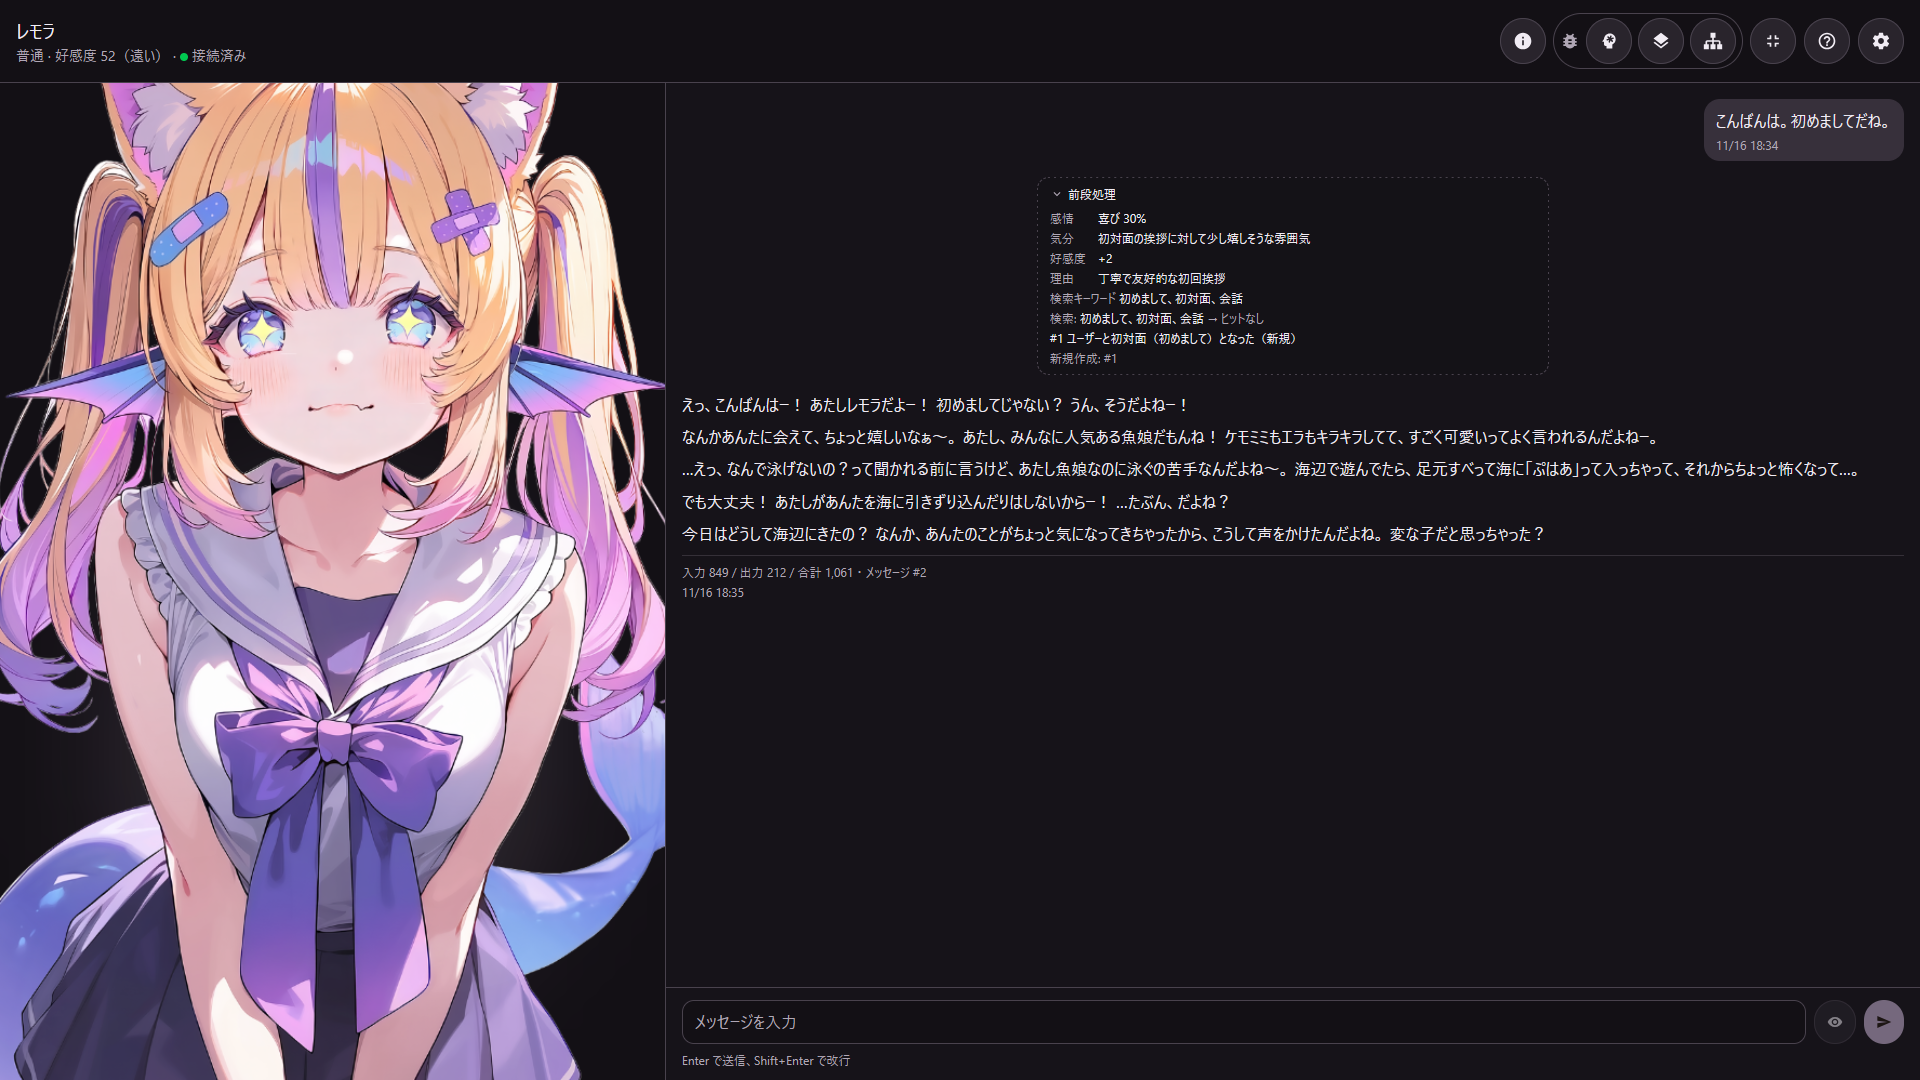 レモラ
普通 · 好感度 52（遠い） · 接続済み
こんばんは。初めましてだね。
11/16 18:34
前段処理
感情 喜び 30%
気分 初対面の挨拶に対して少し嬉しそうな雰囲気
好感度 +2
理由 丁寧で友好的な初回挨拶
検索キーワード 初めまして、初対面、会話
検索: 初めまして、初対面、会話 → ヒットなし
#1 ユーザーと初対面（初めまして）となった（新規）
新規作成: #1
えっ、こんばんはー！ あたしレモラだよー！ 初めましてじゃない？ うん、そうだよねー！
なんかあんたに会えて、ちょっと嬉しいなぁ～。あたし、みんなに人気ある魚娘だもんね！ ケモミミもエラもキラキラしてて、すごく可愛いってよく言われるんだよねー。
…えっ、なんで泳げないの？って聞かれる前に言うけど、あたし魚娘なのに泳ぐの苦手なんだよね～。海辺で遊んでたら、足元すべって海に「ぷはあ」って入っちゃって、それからちょっと怖くなって…。
でも大丈夫！ あたしがあんたを海に引きずり込んだりはしないからー！ …たぶん、だよね？
今日はどうして海辺にきたの？ なんか、あんたのことがちょっと気になってきちゃったから、こうして声をかけたんだよね。変な子だと思っちゃった？
入力 849 / 出力 212 / 合計 1,061・メッセージ #2
11/16 18:35
メッセージを入力
Enter で送信、Shift+Enter で改行